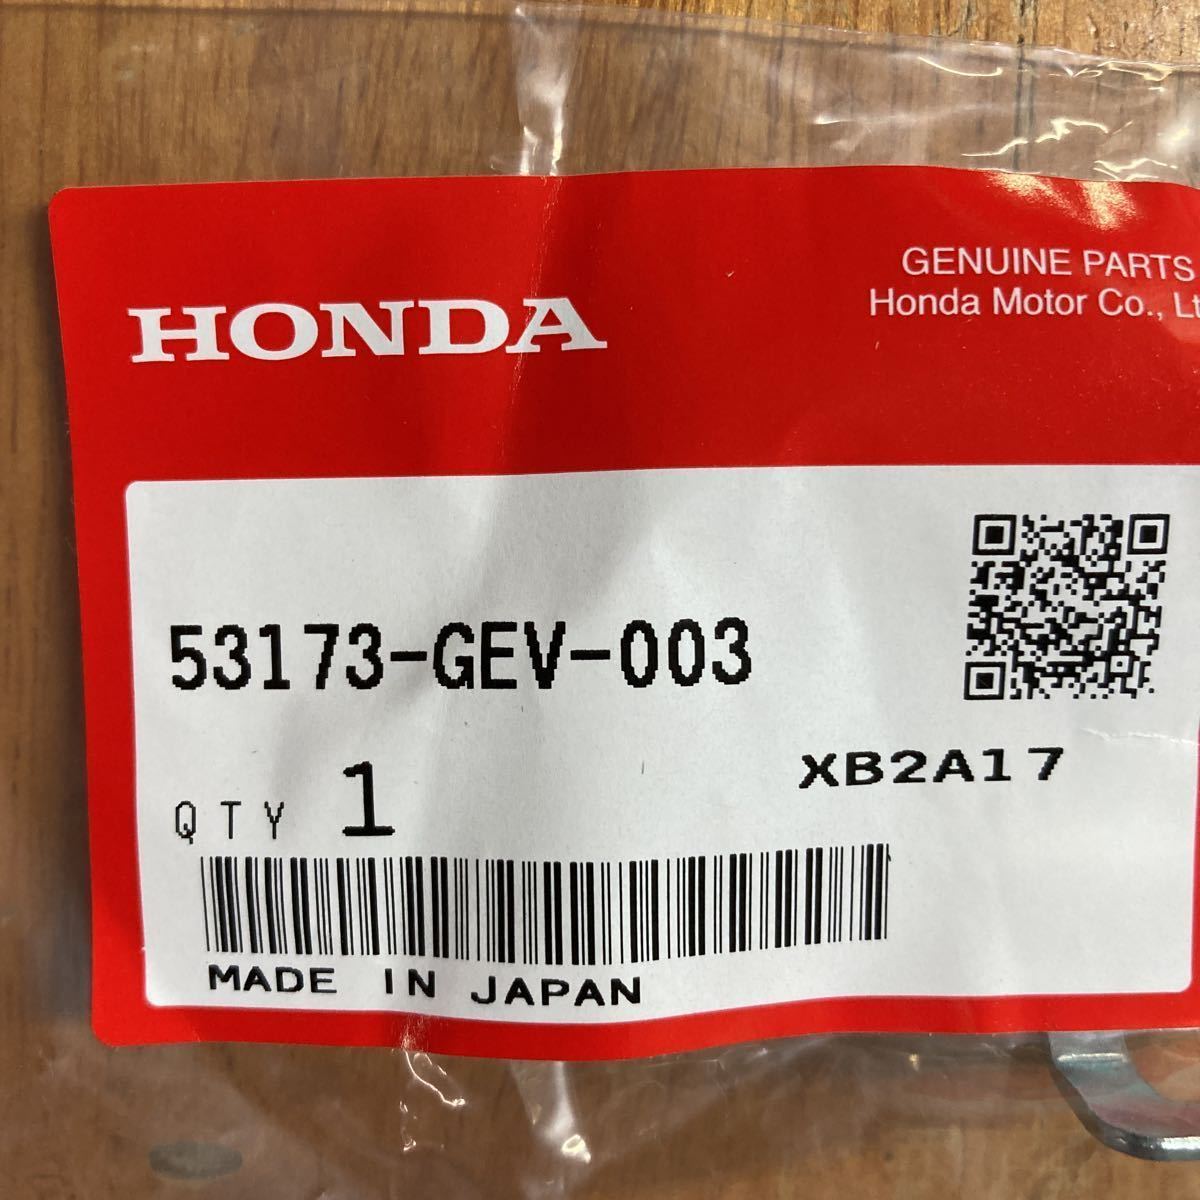 HONDA
GENUINE PARTS
Honda Motor Co., Lt
53173-GEV-003
QTY 1
XB2A17
MADE IN JAPAN